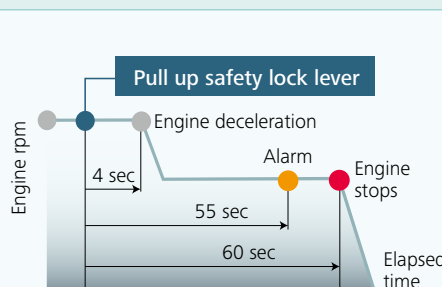 Pull up safety lock lever
Engine rpm
Engine deceleration
4 sec
Alarm
Engine
stops
55 sec
60 sec
Elapsed
time